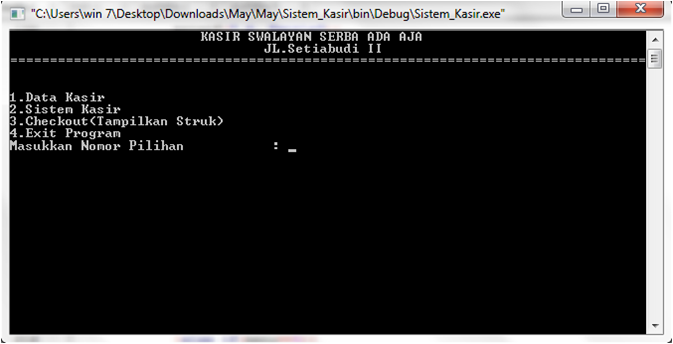 "C:\Users\win 7\Desktop\Downloads\May\May\Sistem_Kasir\bin\Debug\Sistem_Kasir.exe"
KASIR SWALAYAN SERBA ADA AJA
JL.Setiabudi II
================================================================================
1.Data Kasir
2.Sistem Kasir
3.Checkout(Tampilkan Struk)
4.Exit Program
Masukkan Nomor Pilihan : _